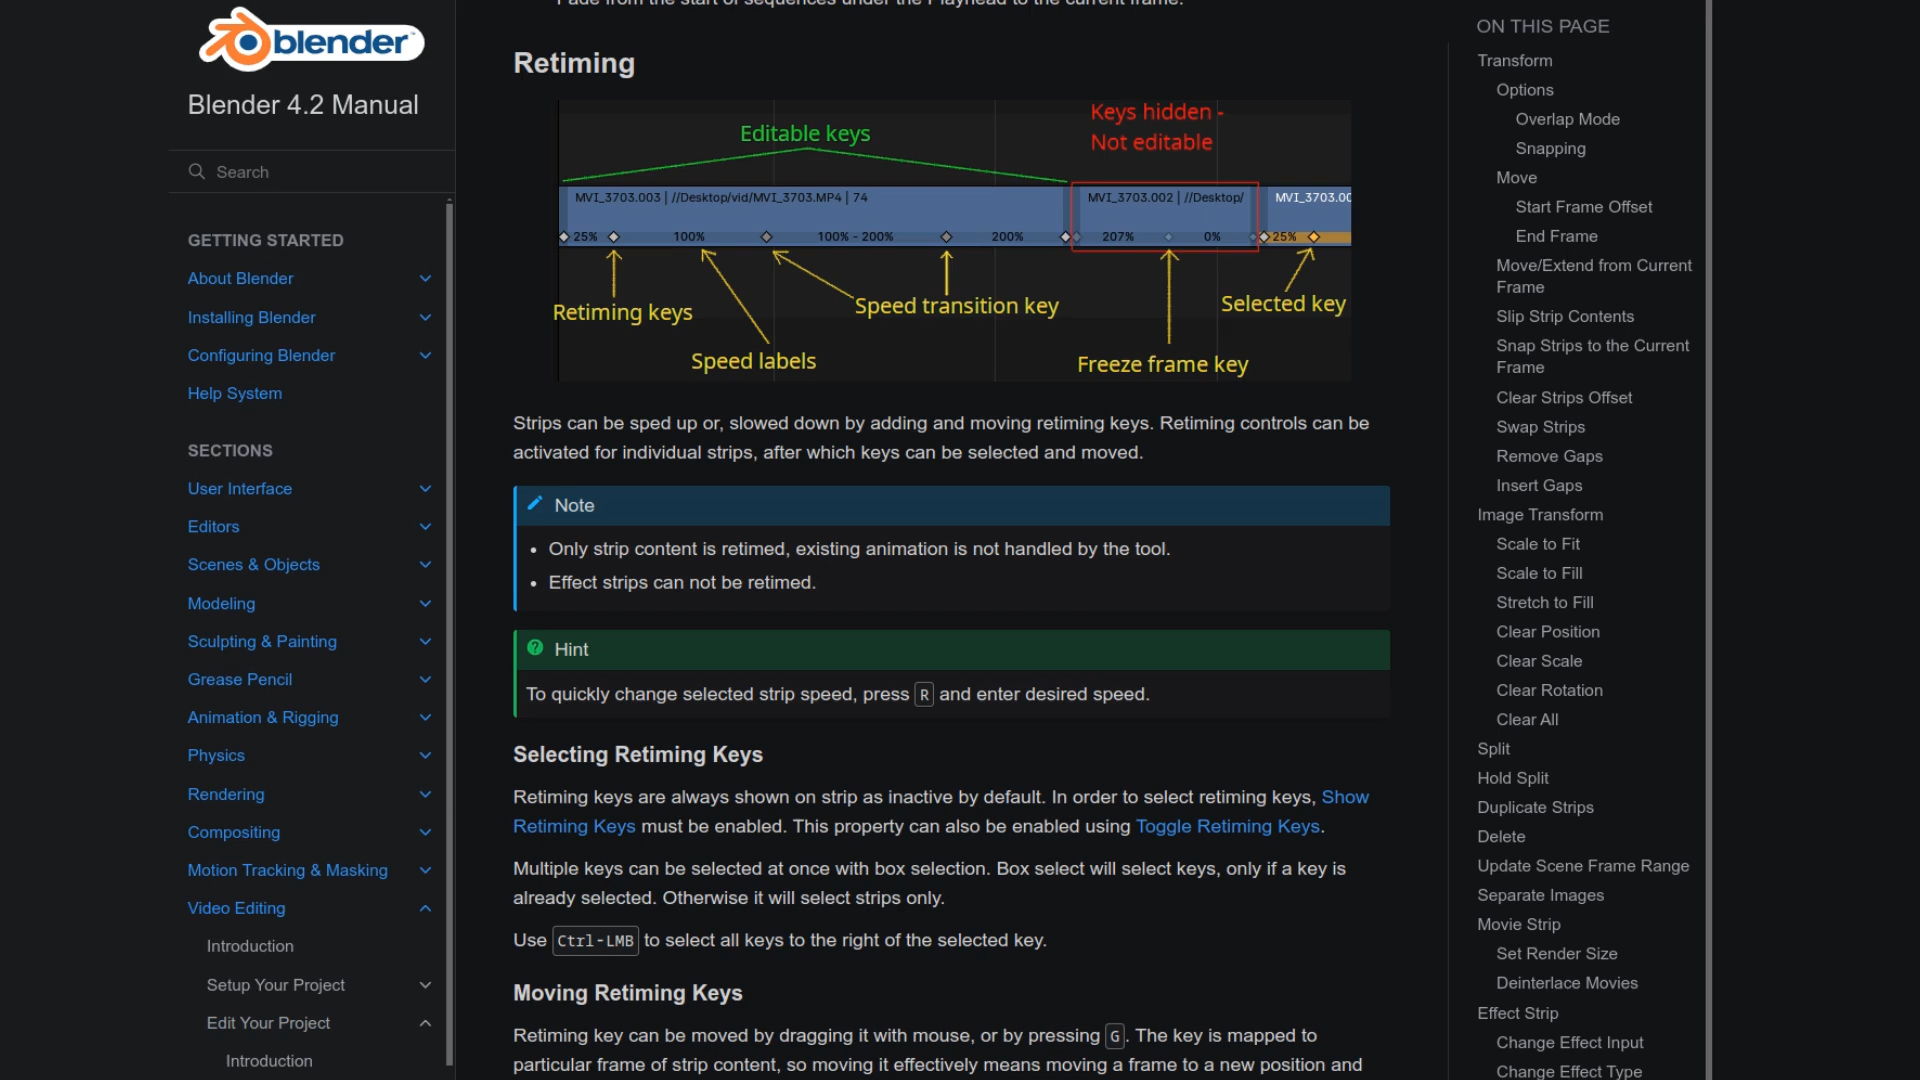 blender™
Blender 4.2 Manual
Search
GETTING STARTED
About Blender
Installing Blender
Configuring Blender
Help System
SECTIONS
User Interface
Editors
Scenes & Objects
Modeling
Sculpting & Painting
Grease Pencil
Animation & Rigging
Physics
Rendering
Compositing
Motion Tracking & Masking
Video Editing
Introduction
Setup Your Project
Edit Your Project
Introduction
Fade from the start of sequences under the Playhead to the current frame.
Retiming
Editable keys
Keys hidden -
Not editable
MVI_3703.003 | //Desktop/vid/MVI_3703.MP4 | 74
MVI_3703.002 | //Desktop/
MVI_3703.00
25%
100%
100% - 200%
200%
207%
0%
25%
Retiming keys
Speed transition key
Selected key
Speed labels
Freeze frame key
Strips can be sped up or, slowed down by adding and moving retiming keys. Retiming controls can be
activated for individual strips, after which keys can be selected and moved.
Note
• Only strip content is retimed, existing animation is not handled by the tool.
• Effect strips can not be retimed.
Hint
To quickly change selected strip speed, press R and enter desired speed.
Selecting Retiming Keys
Retiming keys are always shown on strip as inactive by default. In order to select retiming keys, Show
Retiming Keys must be enabled. This property can also be enabled using Toggle Retiming Keys.
Multiple keys can be selected at once with box selection. Box select will select keys, only if a key is
already selected. Otherwise it will select strips only.
Use Ctrl-LMB to select all keys to the right of the selected key.
Moving Retiming Keys
Retiming key can be moved by dragging it with mouse, or by pressing G. The key is mapped to
particular frame of strip content, so moving it effectively means moving a frame to a new position and
ON THIS PAGE
Transform
Options
Overlap Mode
Snapping
Move
Start Frame Offset
End Frame
Move/Extend from Current
Frame
Slip Strip Contents
Snap Strips to the Current
Frame
Clear Strips Offset
Swap Strips
Remove Gaps
Insert Gaps
Image Transform
Scale to Fit
Scale to Fill
Stretch to Fill
Clear Position
Clear Scale
Clear Rotation
Clear All
Split
Hold Split
Duplicate Strips
Delete
Update Scene Frame Range
Separate Images
Movie Strip
Set Render Size
Deinterlace Movies
Effect Strip
Change Effect Input
Change Effect Type